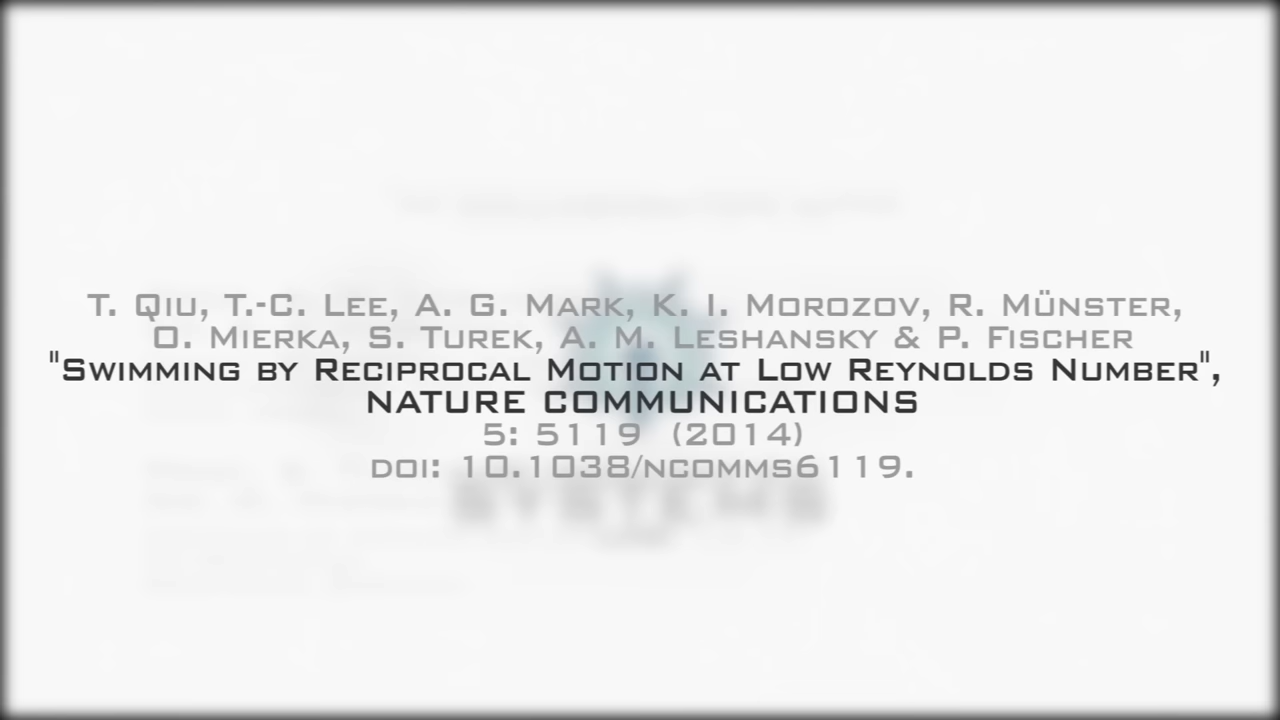 T. Qiu, T.-C. Lee, A. G. Mark, K. I. Morozov, R. Münster,
O. Mierka, S. Turek, A. M. Leshansky & P. Fischer
"Swimming by Reciprocal Motion at Low Reynolds Number",
NATURE COMMUNICATIONS
5: 5119 (2014)
doi: 10.1038/ncomms6119.
SYSTEMS